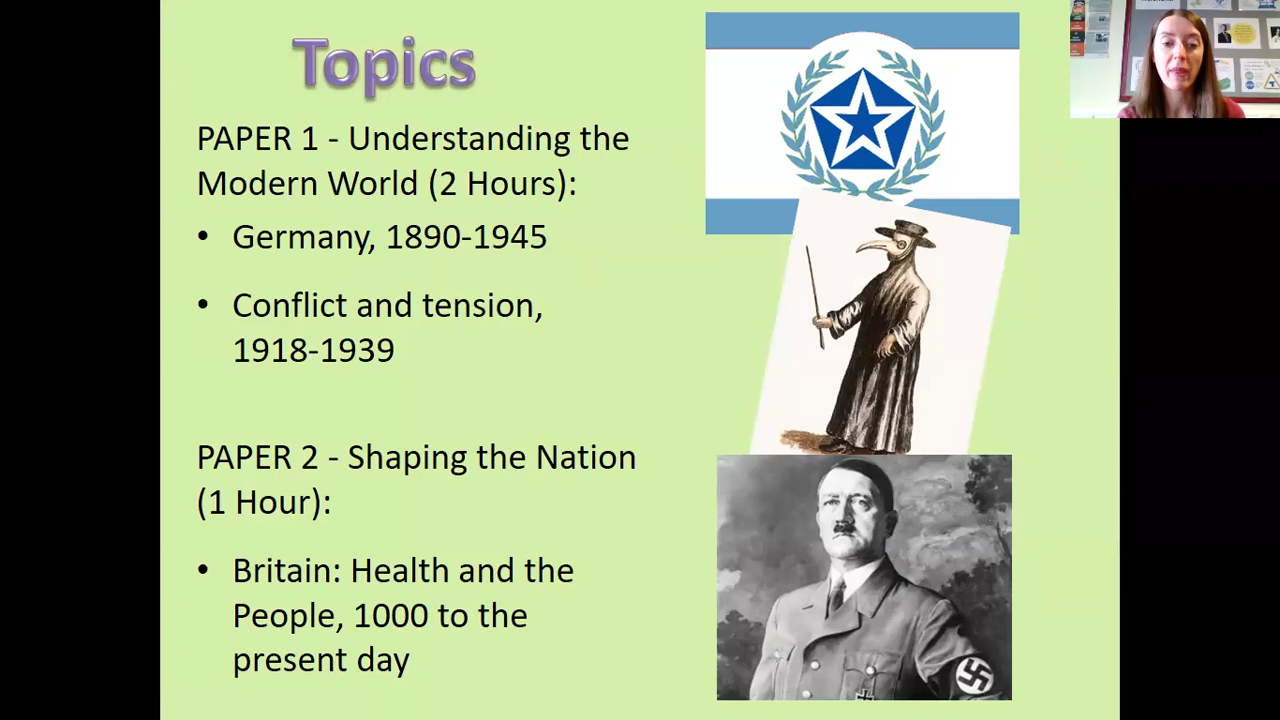 Topics
PAPER 1 - Understanding the
Modern World (2 Hours):
• Germany, 1890-1945
• Conflict and tension,
1918-1939
PAPER 2 - Shaping the Nation
(1 Hour):
• Britain: Health and the
People, 1000 to the
present day